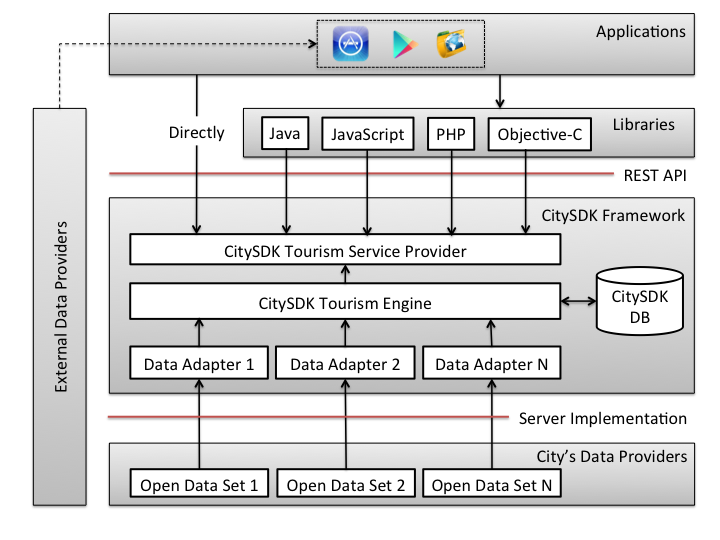 Applications
Directly
Libraries
Java
JavaScript
PHP
Objective-C
REST API
External Data Providers
CitySDK Framework
CitySDK Tourism Service Provider
CitySDK Tourism Engine
CitySDK
DB
Data Adapter 1
Data Adapter 2
Data Adapter N
Server Implementation
City's Data Providers
Open Data Set 1
Open Data Set 2
Open Data Set N